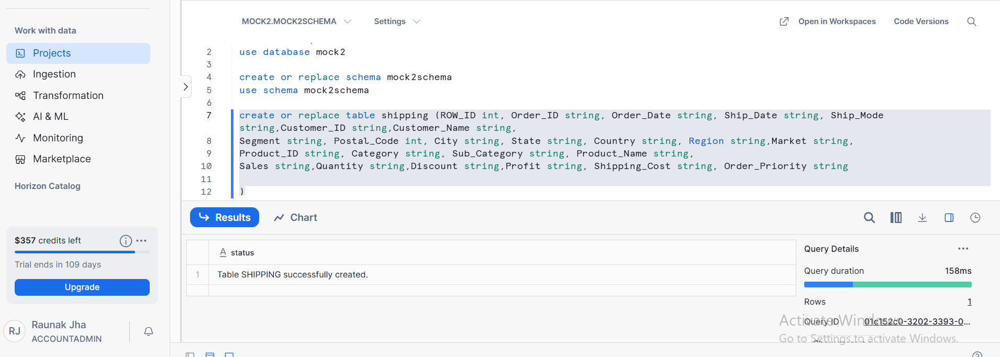 Work with data
Projects
Ingestion
Transformation
AI & ML
Monitoring
Marketplace
Horizon Catalog
$357 credits left
Trial ends in 109 days
Upgrade
RJ
Raunak Jha
ACCOUNTADMIN
MOCK2.MOCK2SCHEMA
Settings
Open in Workspaces
Code Versions
2 use database mock2
3
4 create or replace schema mock2schema
5 use schema mock2schema
6
7 create or replace table shipping (ROW_ID int, Order_ID string, Order_Date string, Ship_Date string, Ship_Mode
string,Customer_ID string,Customer_Name string,
8 Segment string, Postal_Code int, City string, State string, Country string, Region string,Market string,
9 Product_ID string, Category string, Sub_Category string, Product_Name string,
10 Sales string,Quantity string,Discount string,Profit string, Shipping_Cost string, Order_Priority string
11
12 )
Results
Chart
A status
1 Table SHIPPING successfully created.
Query Details
Query duration 158ms
Rows 1
Query ID 01c152c0-3202-3393-0...
Activate Windows
Go to Settings to activate Windows.